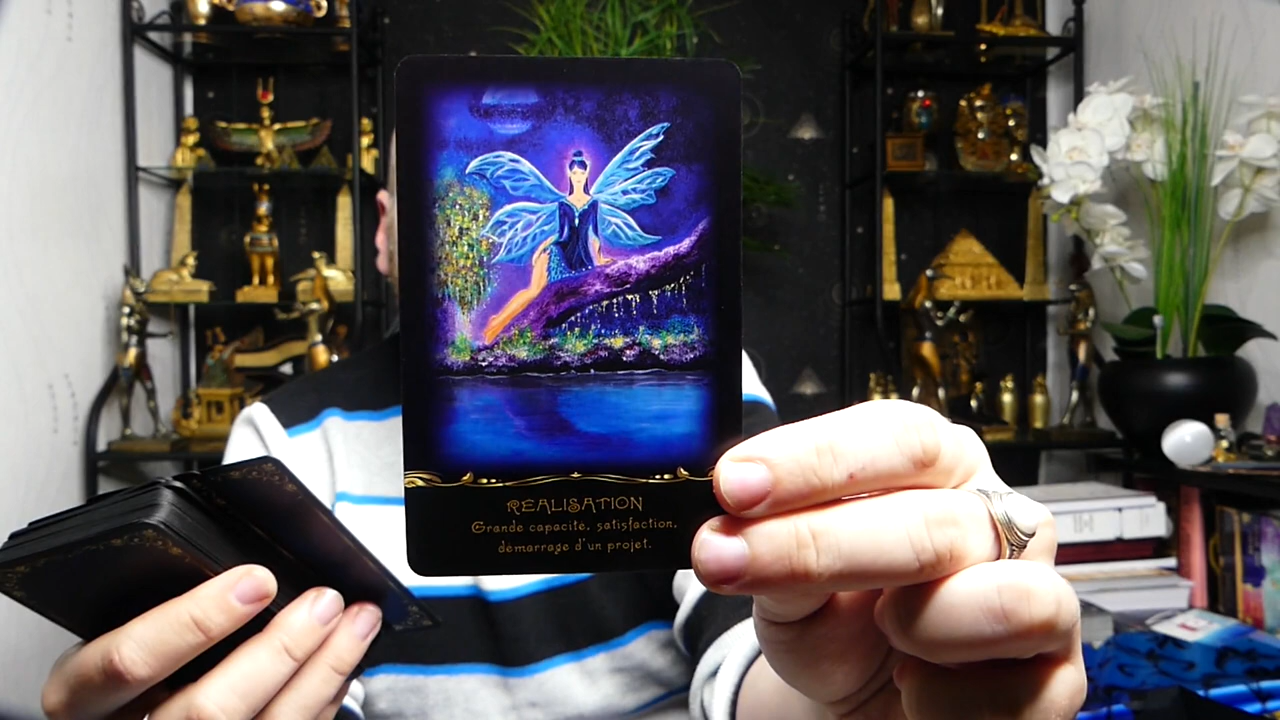 REALISATION
Grande capacité, satisfaction,
démarrage d'un projet.